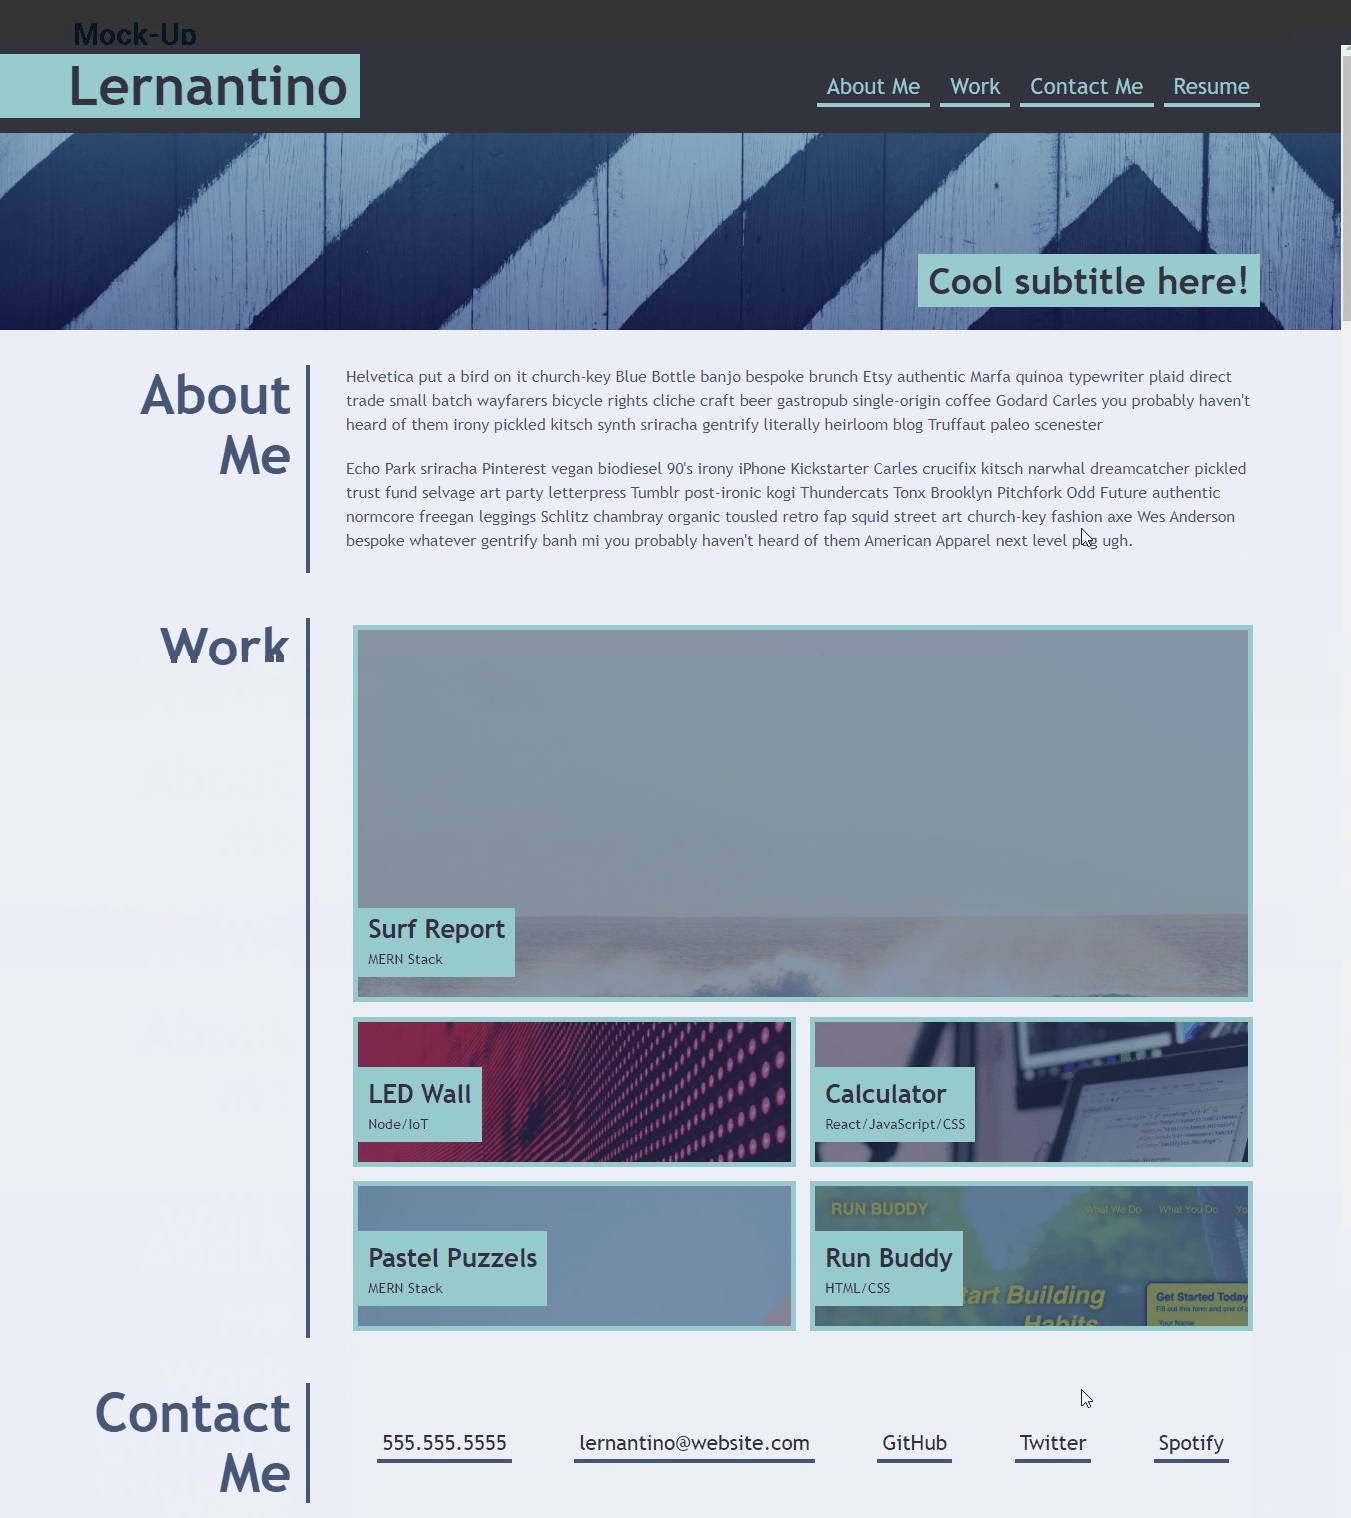 Mock-Up
Lernantino
About Me Work Contact Me Resume
Cool subtitle here!
About
Me
Helvetica put a bird on it church-key Blue Bottle banjo bespoke brunch Etsy authentic Marfa quinoa typewriter plaid direct
trade small batch wayfarers bicycle rights cliche craft beer gastropub single-origin coffee Godard Carles you probably haven't
heard of them irony pickled kitsch synth sriracha gentrify literally heirloom blog Truffaut paleo scenester
Echo Park sriracha Pinterest vegan biodiesel 90's irony iPhone Kickstarter Carles crucifix kitsch narwhal dreamcatcher pickled
trust fund selvage art party letterpress Tumblr post-ironic kogi Thundercats Tonx Brooklyn Pitchfork Odd Future authentic
normcore freegan leggings Schlitz chambray organic tousled retro fap squid street art church-key fashion axe Wes Anderson
bespoke whatever gentrify banh mi you probably haven't heard of them American Apparel next level ugh.
Work
Surf Report
MERN Stack
LED Wall
Node/IoT
Calculator
React/JavaScript/CSS
Pastel Puzzels
MERN Stack
RUN BUDDY
What We Do What You Do Yo
Run Buddy
HTML/CSS
tart Building
Habits
Get Started Today
Fill out this form and one of
Your Name
Contact
Me
555.555.5555 lernantino@website.com GitHub Twitter Spotify